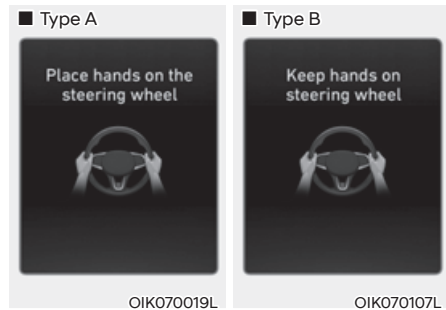 ■ Type A
Place hands on the
steering wheel
OIK070019L
■ Type B
Keep hands on
steering wheel
OIK070107L